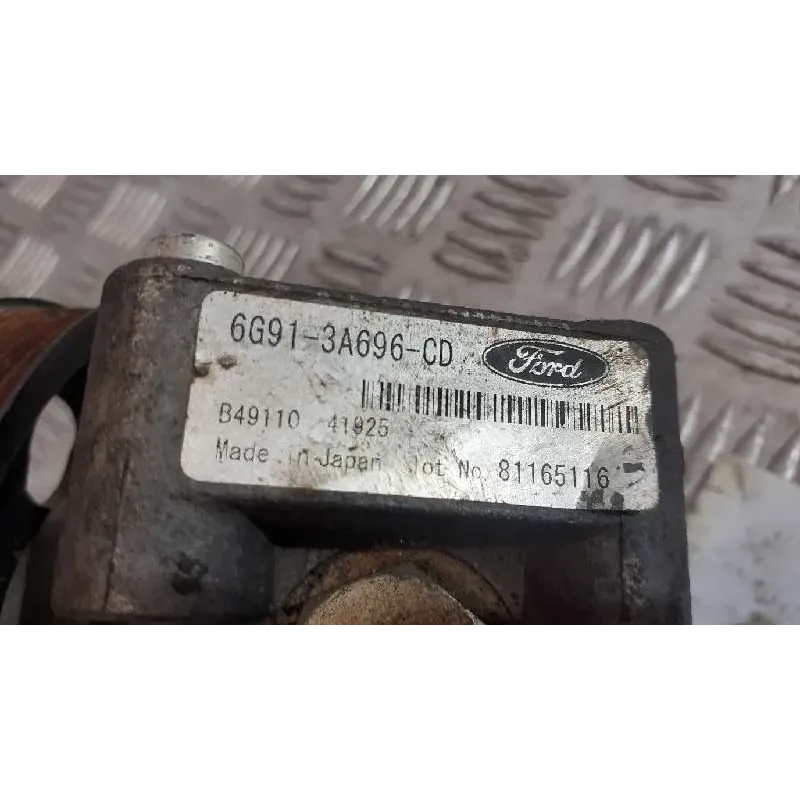 6G91-3A696-CD Ford
B49110 41925
Made in Japan Lot No. 81165116